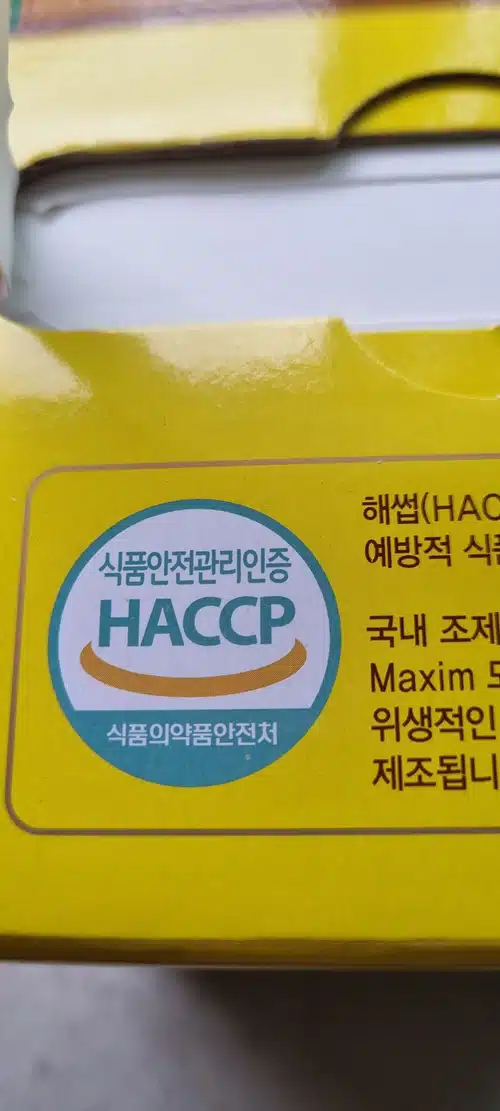 식품안전관리인증
HACCP
식품의약품안전처
해썹(HAC
예방적 식
국내 조제
Maxim
위생적인
제조됩니